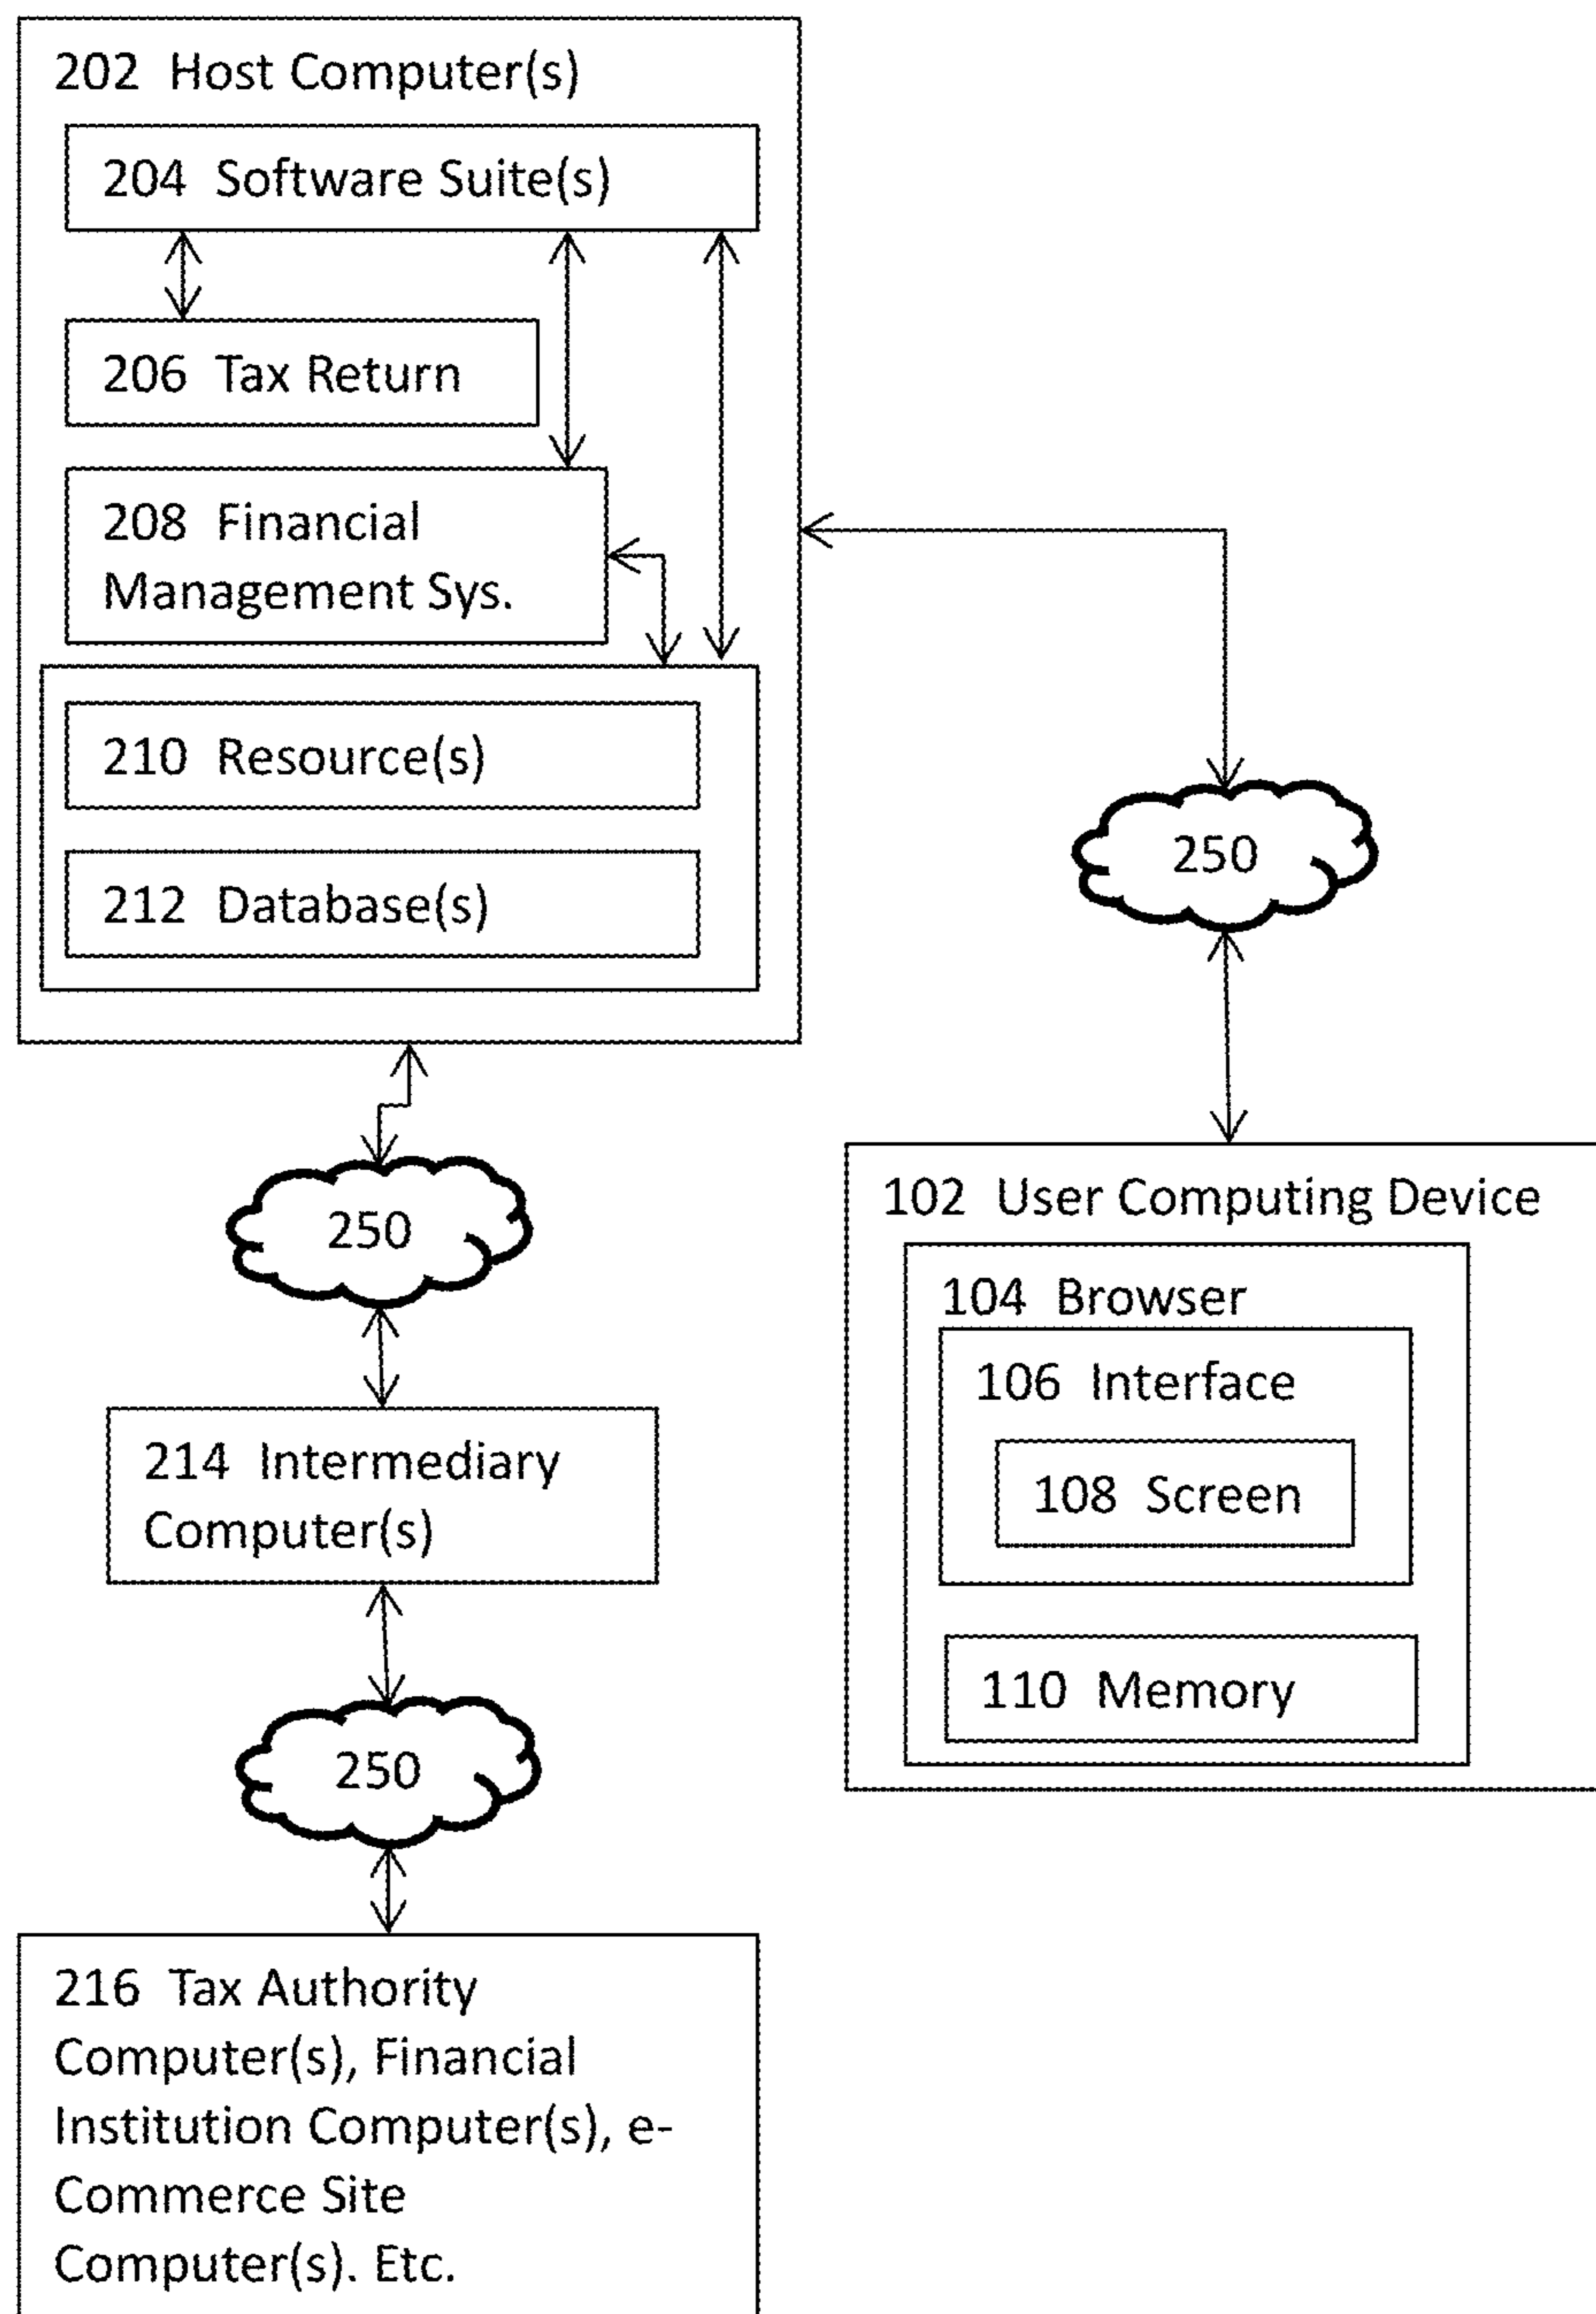 202 Host Computer(s)
204 Software Suite(s)
206 Tax Return
208 Financial
Management Sys.
210 Resource(s)
212 Database(s)
250
250
102 User Computing Device
104 Browser
106 Interface
108 Screen
110 Memory
214 Intermediary
Computer(s)
250
216 Tax Authority
Computer(s), Financial
Institution Computer(s), e-
Commerce Site
Computer(s). Etc.